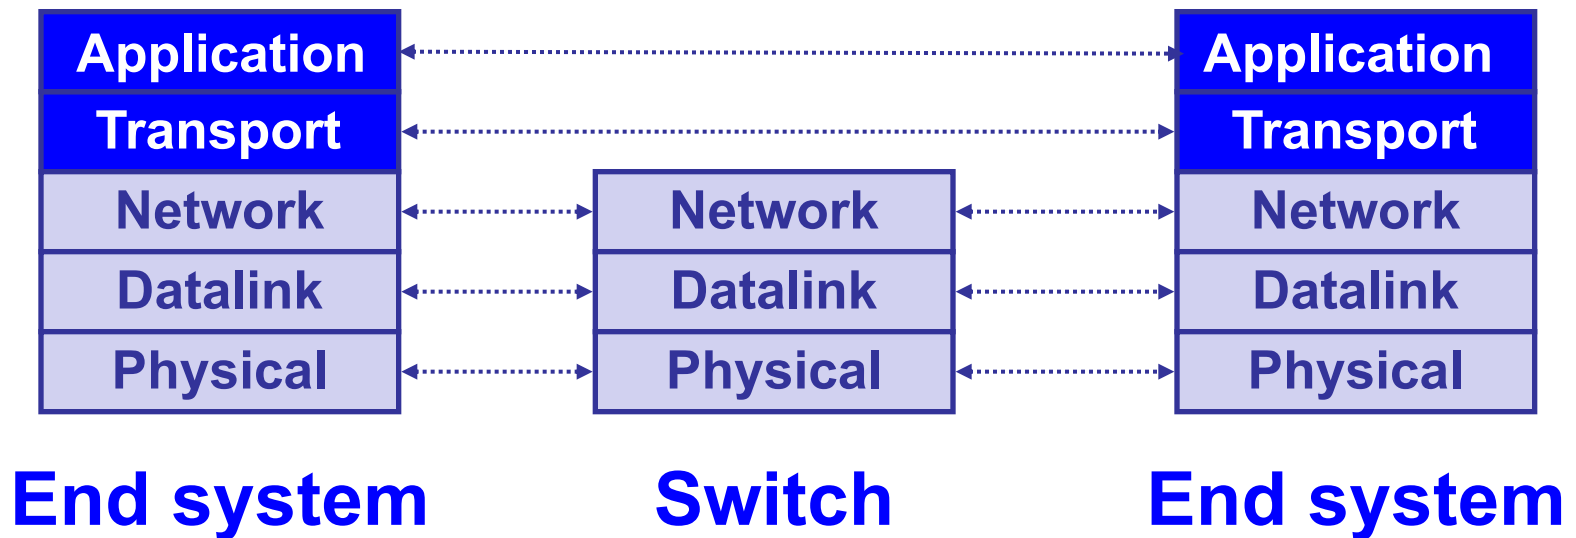 Application Application
Transport Transport
Network Network Network
Datalink Datalink Datalink
Physical Physical Physical
End system Switch End system